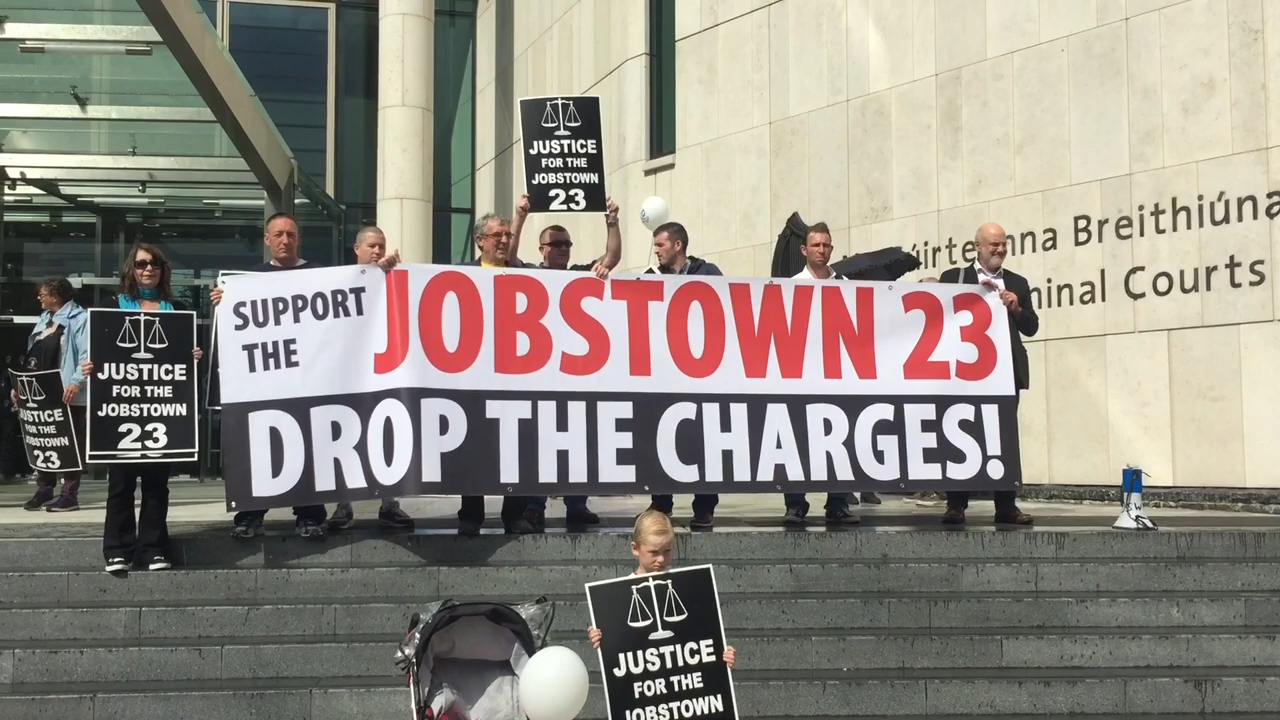 JUSTICE
FOR THE
JOBSTOWN
23
Breithiúna
Courts
SUPPORT
THE
JOBSTOWN 23
DROP THE CHARGES!
JUSTICE
FOR THE
JOBSTOWN
23
JUSTICE
FOR THE
JOBSTOWN
23
JUSTICE
FOR THE
JOBSTOWN